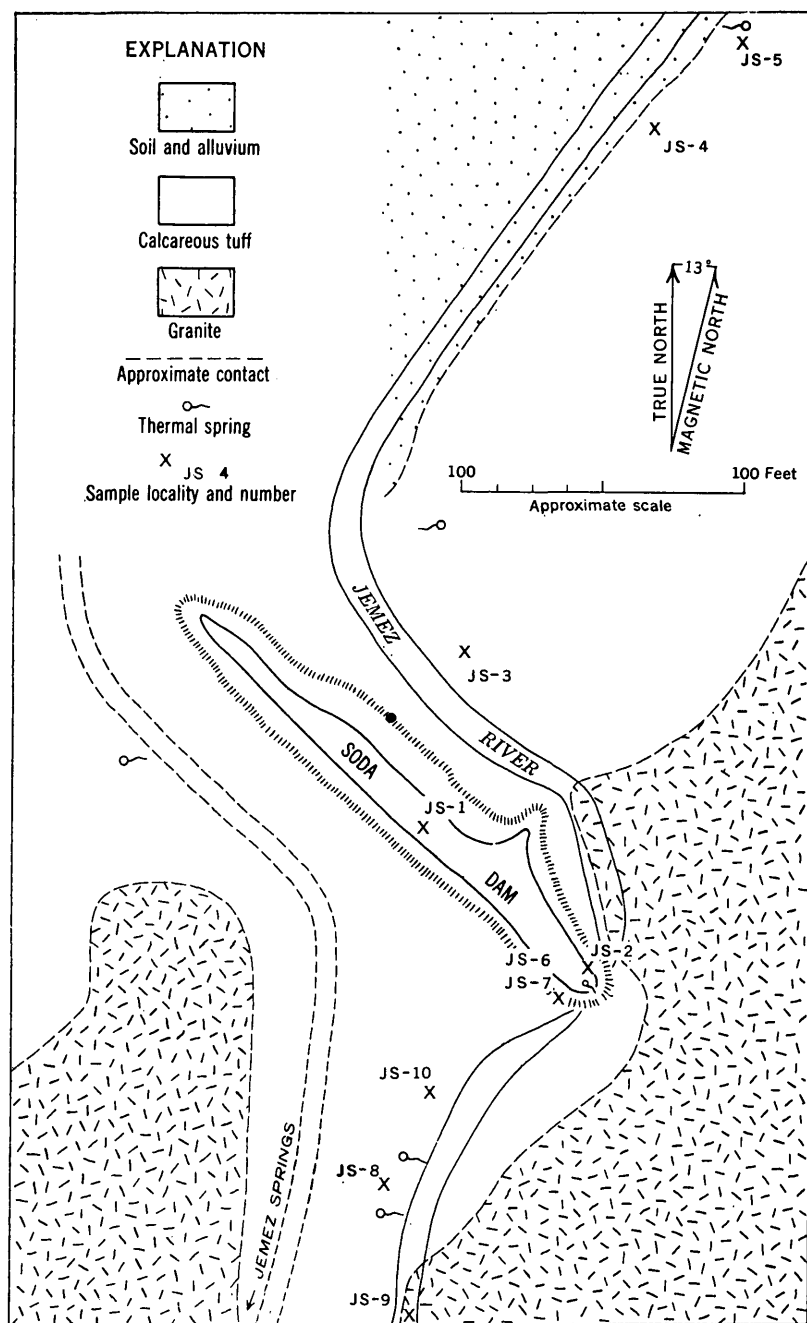 EXPLANATION
Soil and alluvium
Calcareous tuff
Granite
Approximate contact
Thermal spring
X JS 4
Sample locality and number
X
JS-5
X
JS-4
13°
TRUE NORTH
MAGNETIC NORTH
100
100 Feet
Approximate scale
JEMEZ
RIVER
X
JS-3
SODA
DAM
JS-1
X
JS-6
JS-2
X
JS-7
X
JS-10
X
JS-8
X
JEMEZ SPRINGS
JS-9
X